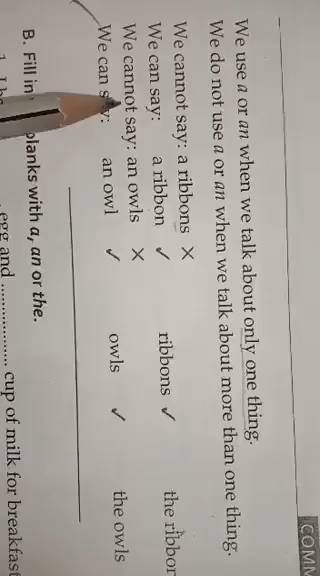 COMM
We use a or an when we talk about only one thing.
We do not use a or an when we talk about more than one thing.
We cannot say: a ribbons ✗
We can say: a ribbon ✓ ribbons ✓ the ribbon
We cannot say: an owls ✗
We can say: an owl ✓ owls ✓ the owls
B. Fill in blanks with a, an or the.
egg and .................. cup of milk for breakfast